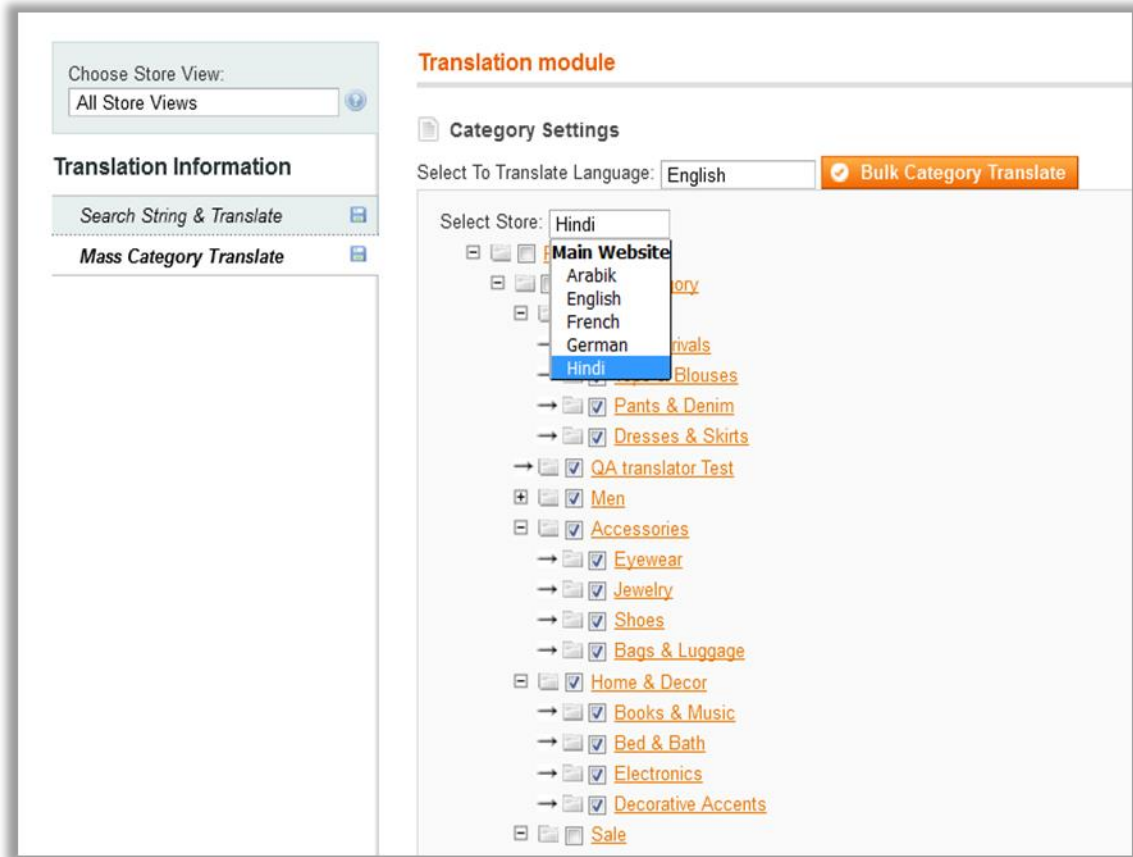 Choose Store View:
All Store Views
Translation Information
Search String & Translate
Mass Category Translate
Translation module
Category Settings
Select To Translate Language: English
Bulk Category Translate
Select Store: Hindi
Main Website
Arabik
English
French
German
Hindi
Blouses
Pants & Denim
Dresses & Skirts
QA translator Test
Men
Accessories
Eyewear
Jewelry
Shoes
Bags & Luggage
Home & Decor
Books & Music
Bed & Bath
Electronics
Decorative Accents
Sale